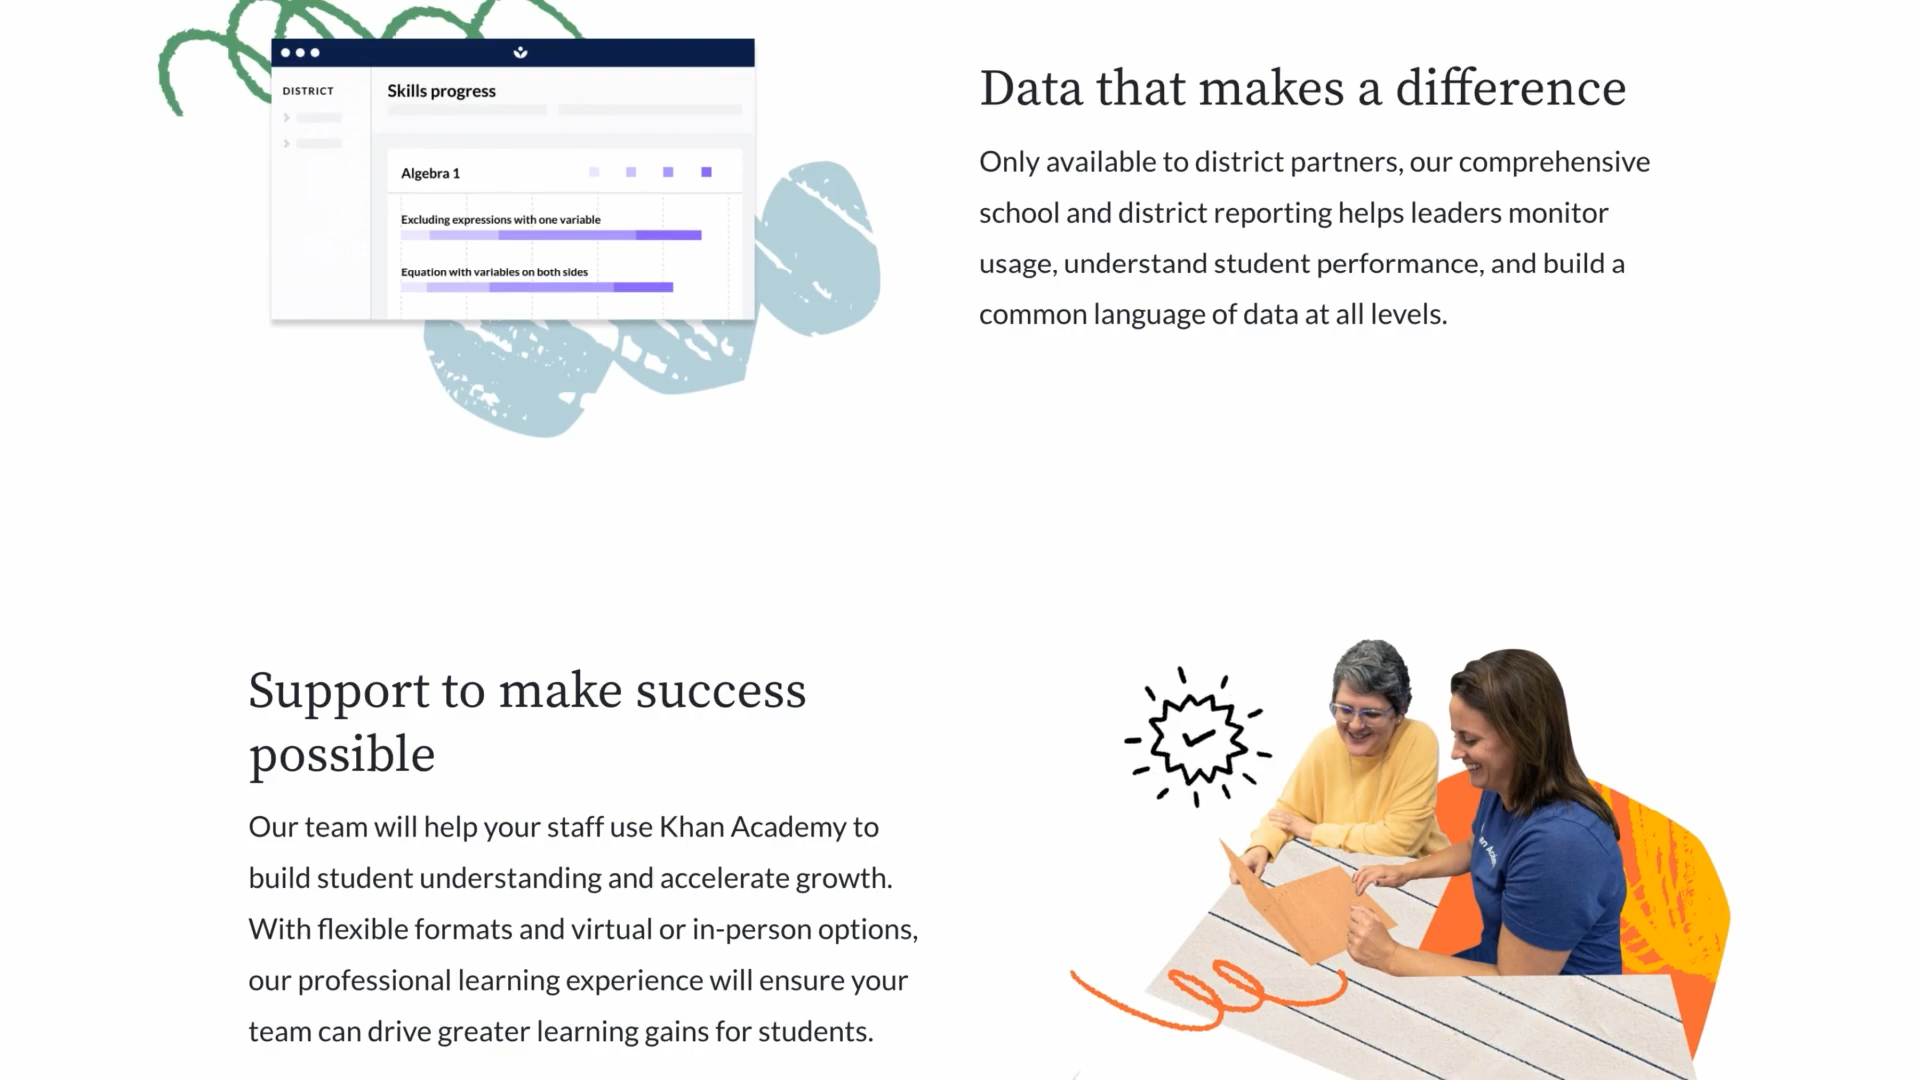 DISTRICT
Skills progress
Algebra 1
Excluding expressions with one variable
Equation with variables on both sides
Data that makes a difference
Only available to district partners, our comprehensive
school and district reporting helps leaders monitor
usage, understand student performance, and build a
common language of data at all levels.
Support to make success
possible
Our team will help your staff use Khan Academy to
build student understanding and accelerate growth.
With flexible formats and virtual or in-person options,
our professional learning experience will ensure your
team can drive greater learning gains for students.